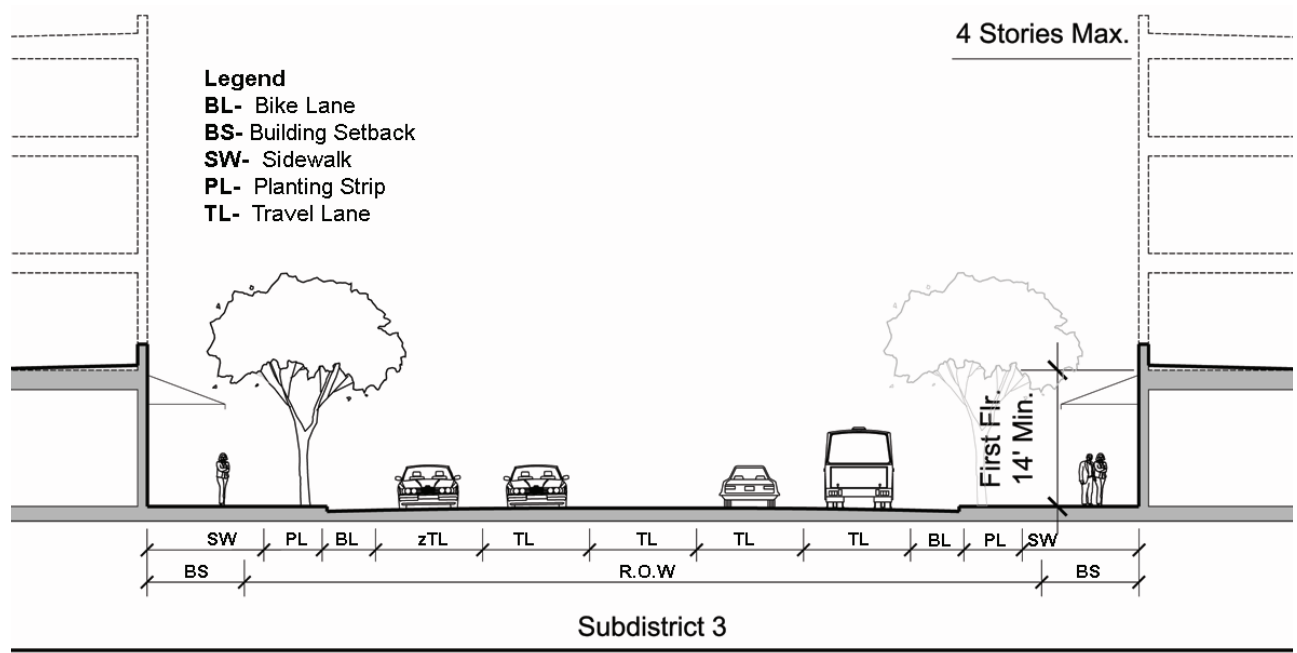 4 Stories Max.
Legend
BL- Bike Lane
BS- Building Setback
SW- Sidewalk
PL- Planting Strip
TL- Travel Lane
First Flr.
14' Min.
SW PL BL zTL TL TL TL TL BL PL SW
BS R.O.W BS
Subdistrict 3